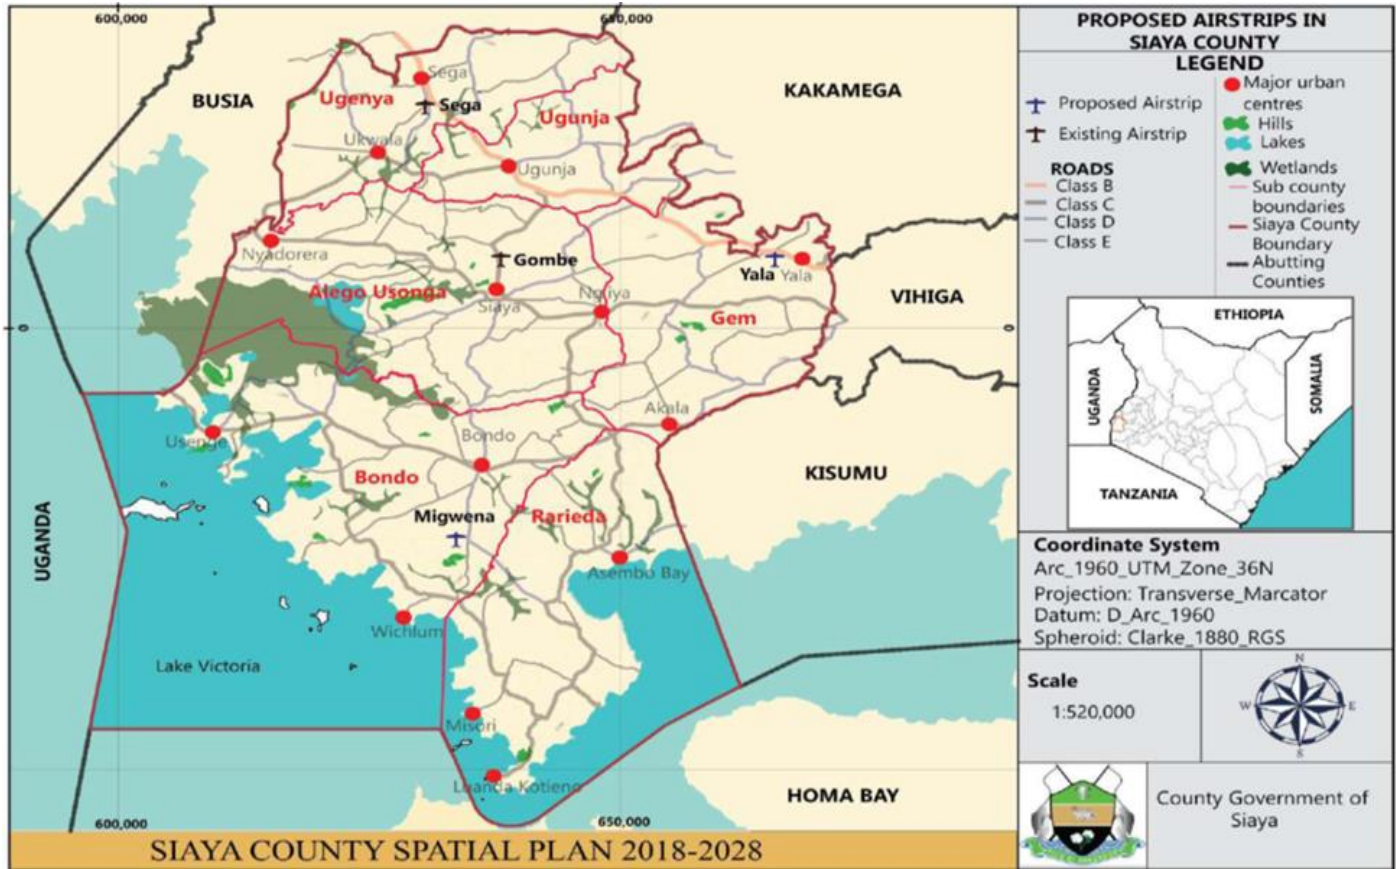 600,000
650,000
BUSIA
KAKAMEGA
Sega
Sega
Ugenya
Ugunja
Ukwala
Ugunja
Nyadorera
Gombe
Yala
Yala
Alego Usonga
Siaya
Ngiya
VIHIGA
Gem
0
0
Akala
Usenge
Bondo
Bondo
KISUMU
Migwena
Rarieda
UGANDA
Asembo Bay
Wichlum
Lake Victoria
Misori
Luanda Kotieno
HOMA BAY
600,000
650,000
SIAYA COUNTY SPATIAL PLAN 2018-2028
PROPOSED AIRSTRIPS IN
SIAYA COUNTY
LEGEND
Proposed Airstrip
Existing Airstrip
ROADS
Class B
Class C
Class D
Class E
Major urban
centres
Hills
Lakes
Wetlands
Sub county
boundaries
Siaya County
Boundary
Abutting
Counties
ETHIOPIA
UGANDA
SOMALIA
TANZANIA
Coordinate System
Arc_1960_UTM_Zone_36N
Projection: Transverse_Marcator
Datum: D_Arc_1960
Spheroid: Clarke_1880_RGS
Scale
1:520,000
N
W
E
S
County Government of
Siaya